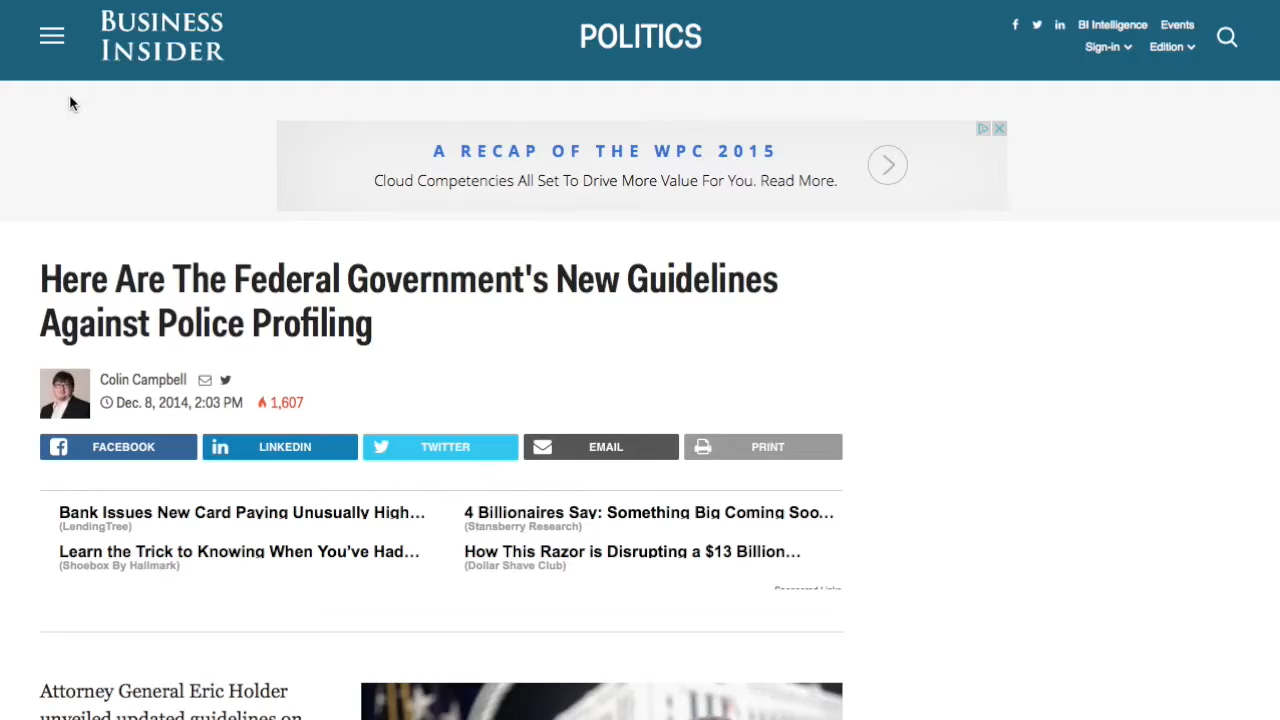 BUSINESS
INSIDER
POLITICS
BI Intelligence Events
Sign-in Edition
A RECAP OF THE WPC 2015
Cloud Competencies All Set To Drive More Value For You. Read More.
Here Are The Federal Government's New Guidelines
Against Police Profiling
Colin Campbell
Dec. 8, 2014, 2:03 PM 1,607
FACEBOOK LINKEDIN TWITTER EMAIL PRINT
Bank Issues New Card Paying Unusually High...
(LendingTree)
4 Billionaires Say: Something Big Coming Soo...
(Stansberry Research)
Learn the Trick to Knowing When You've Had...
(Shoebox By Hallmark)
How This Razor is Disrupting a $13 Billion...
(Dollar Shave Club)
Sponsored Links
Attorney General Eric Holder
unveiled updated guidelines on